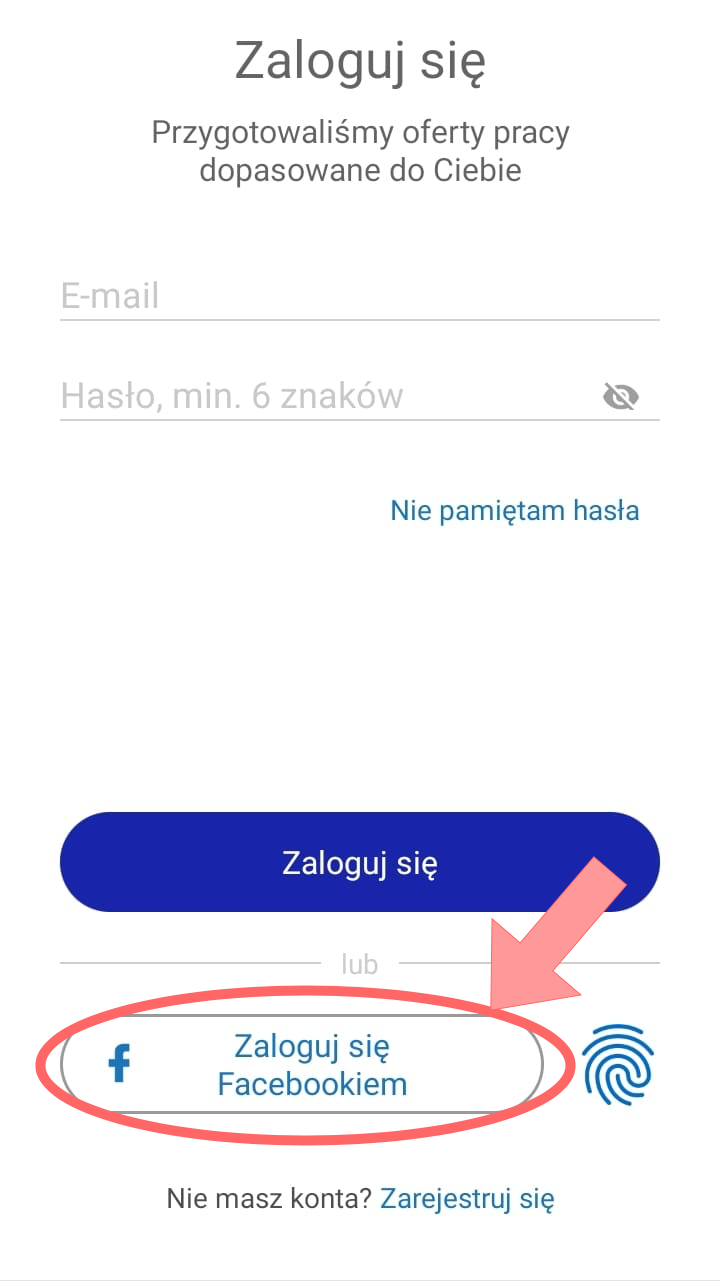 Zaloguj się
Przygotowaliśmy oferty pracy
dopasowane do Ciebie
E-mail
Hasło, min. 6 znaków
Nie pamiętam hasła
Zaloguj się
lub
Zaloguj się
Facebookiem
Nie masz konta? Zarejestruj się